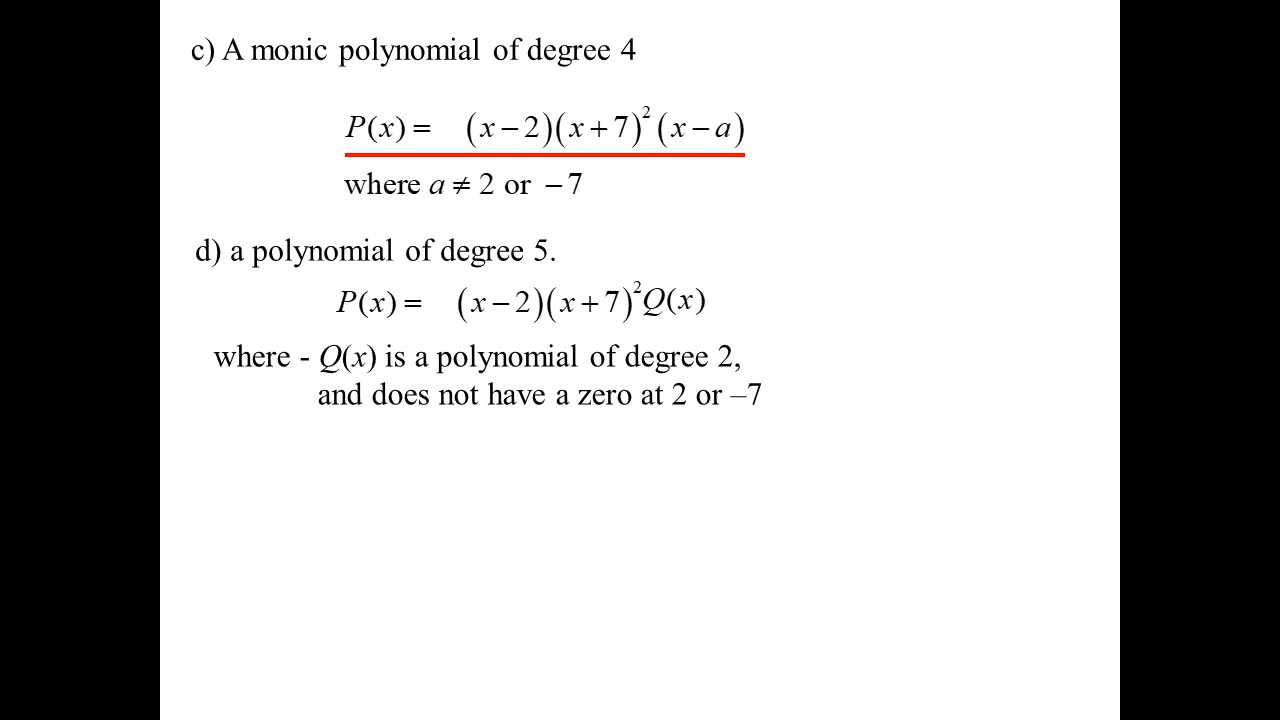 c) A monic polynomial of degree 4
P(x) = (x − 2)(x + 7)²(x − a)
where a ≠ 2 or − 7
d) a polynomial of degree 5.
P(x) = (x − 2)(x + 7)²Q(x)
where - Q(x) is a polynomial of degree 2,
and does not have a zero at 2 or –7